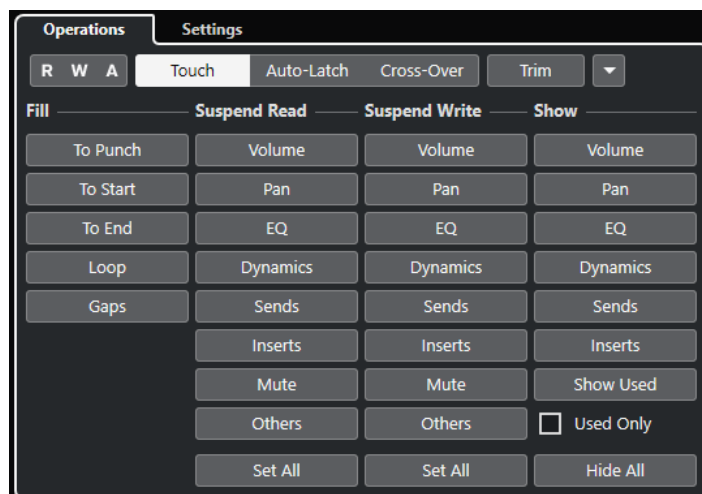 Operations Settings
R W A Touch Auto-Latch Cross-Over Trim
Fill Suspend Read Suspend Write Show
To Punch Volume Volume Volume
To Start Pan Pan Pan
To End EQ EQ EQ
Loop Dynamics Dynamics Dynamics
Gaps Sends Sends Sends
Inserts Inserts Inserts
Mute Mute Show Used
Others Others Used Only
Set All Set All Hide All